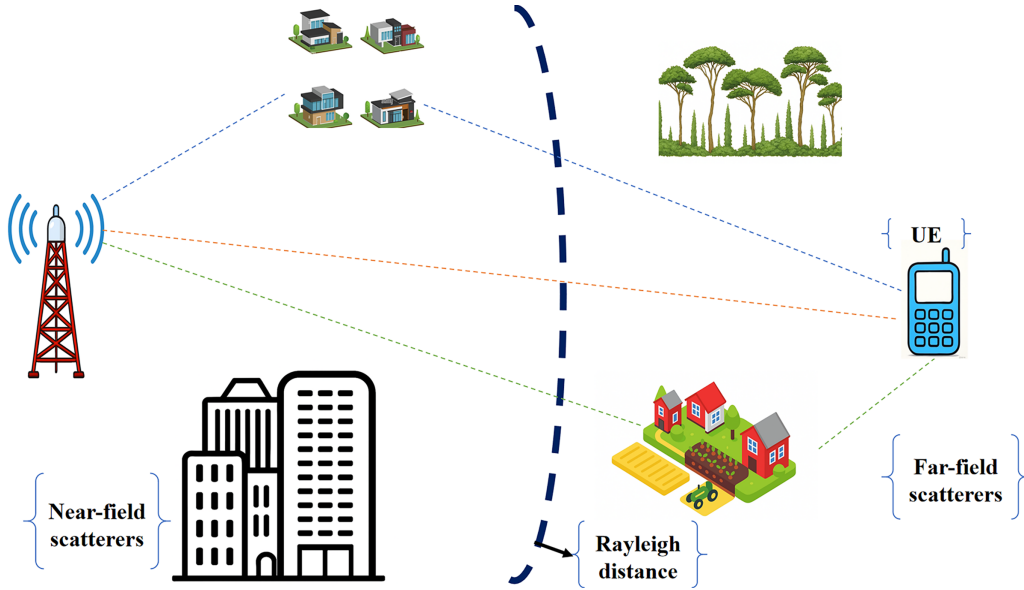 UE
Near-field
scatterers
Far-field
scatterers
Rayleigh
distance